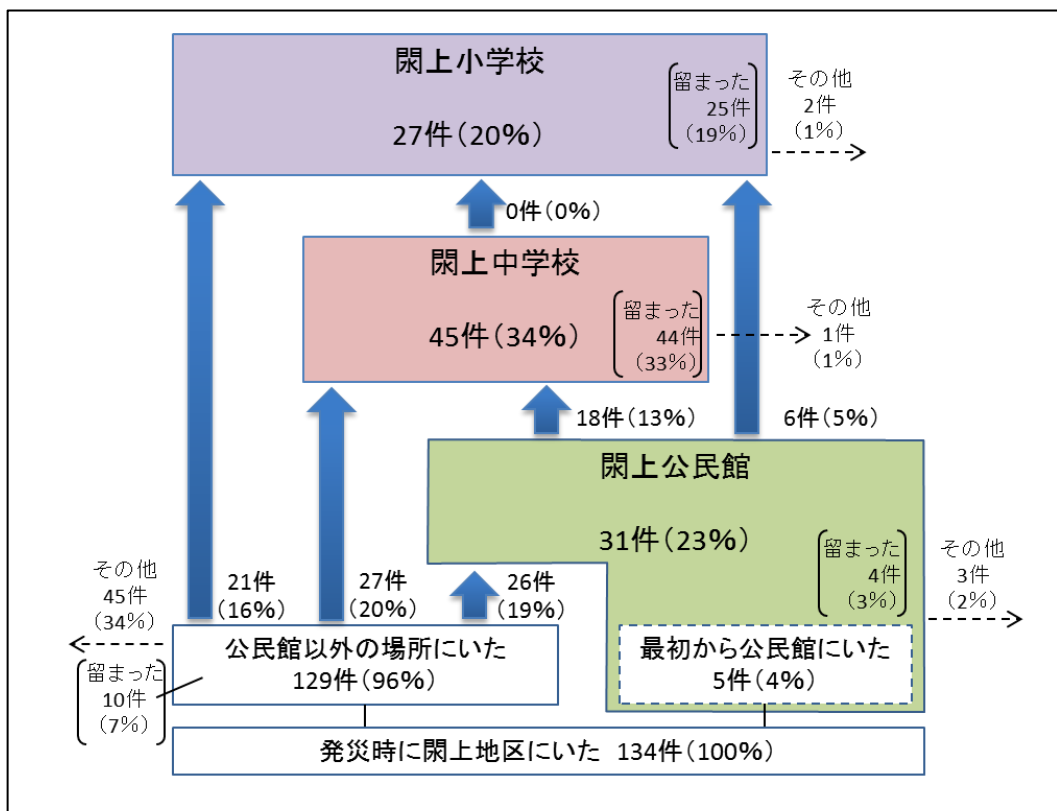 閖上小学校
27件(20%)
留まった
25件
(19%)
その他
2件
(1%)
0件(0%)
閖上中学校
45件(34%)
留まった
44件
(33%)
その他
1件
(1%)
18件(13%)
6件(5%)
閖上公民館
31件(23%)
留まった
4件
(3%)
その他
3件
(2%)
その他
45件
(34%)
21件
(16%)
27件
(20%)
26件
(19%)
留まった
10件
(7%)
公民館以外の場所にいた
129件(96%)
最初から公民館にいた
5件(4%)
発災時に閖上地区にいた 134件(100%)